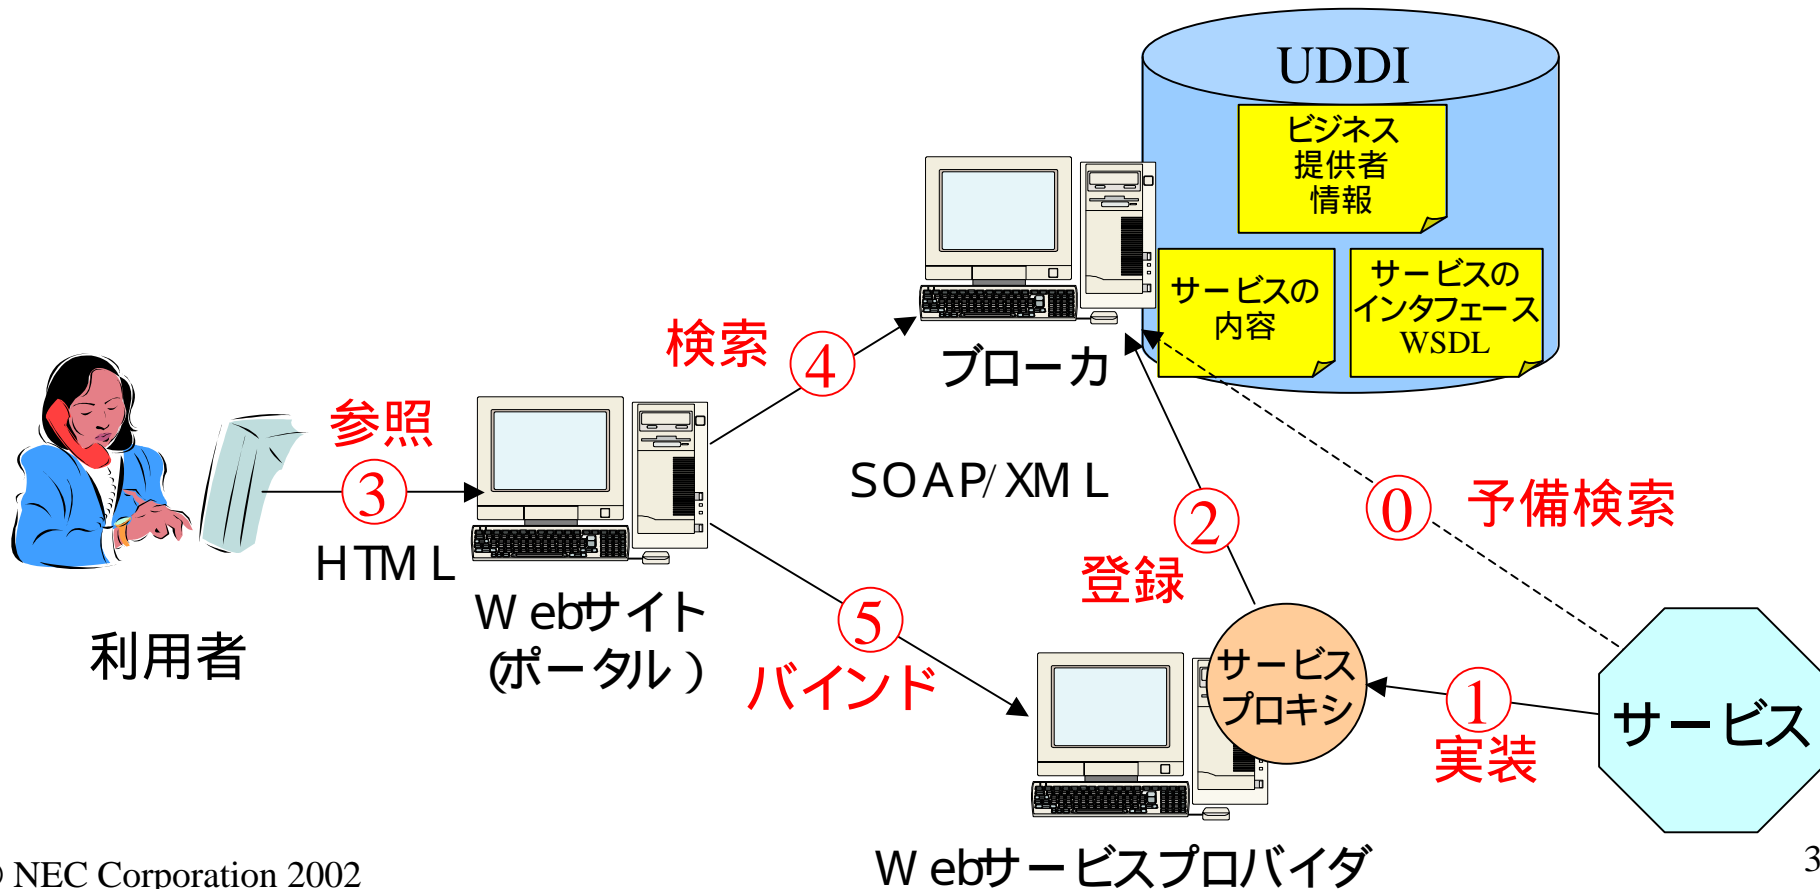 UDDI
ビジネス
提供者
情報
サービスの
内容
サービスの
インタフェース
WSDL
ブローカ
検索
④
参照
③
HTML
SOAP/XML
②
登録
⓪
予備検索
利用者
Webサイト
(ポータル)
⑤
バインド
サービス
プロキシ
①
実装
サービス
Webサービスプロバイダ
NEC Corporation 2002
3